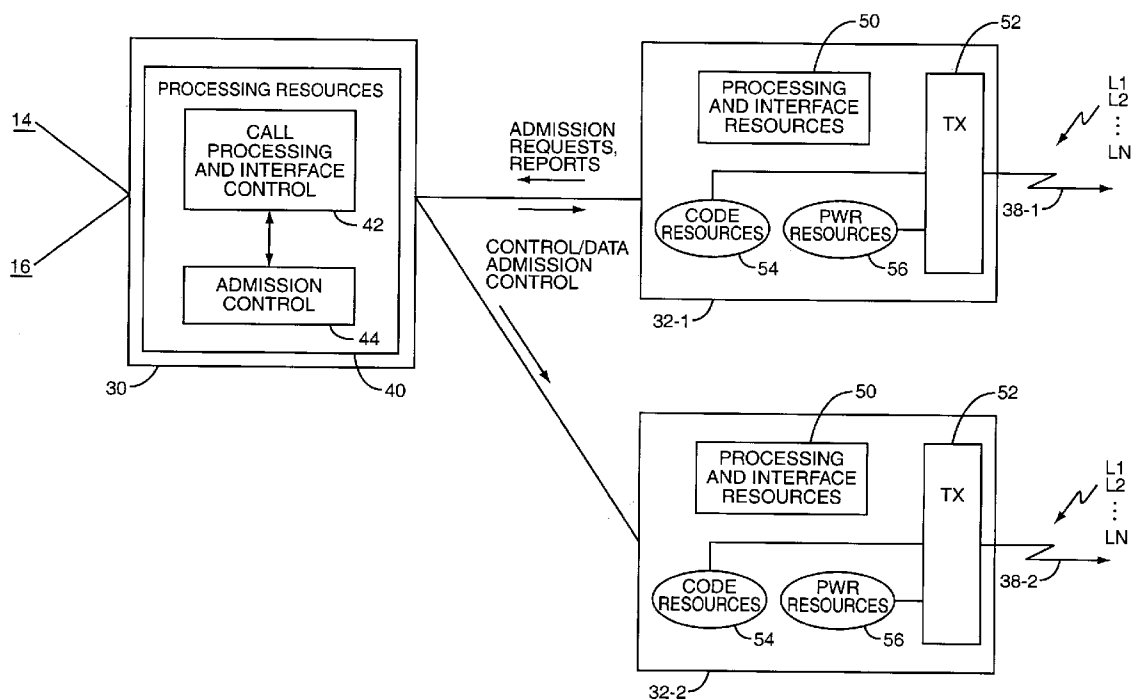 14
16
PROCESSING RESOURCES
CALL
PROCESSING
AND INTERFACE
CONTROL
42
ADMISSION
CONTROL
44
30
40
ADMISSION
REQUESTS,
REPORTS
CONTROL/DATA
ADMISSION
CONTROL
50
52
PROCESSING
AND INTERFACE
RESOURCES
TX
CODE
RESOURCES
54
PWR
RESOURCES
56
32-1
L1
L2
⋮
LN
38-1
50
52
PROCESSING
AND INTERFACE
RESOURCES
TX
CODE
RESOURCES
54
PWR
RESOURCES
56
32-2
L1
L2
⋮
LN
38-2